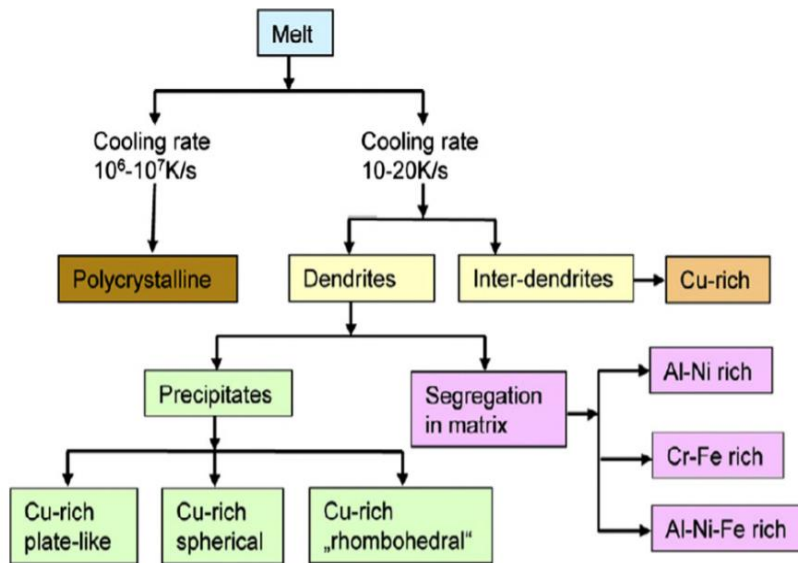 Melt
Cooling rate
10⁶-10⁷K/s
Cooling rate
10-20K/s
Polycrystalline
Dendrites
Inter-dendrites
Cu-rich
Precipitates
Segregation
in matrix
Al-Ni rich
Cr-Fe rich
Al-Ni-Fe rich
Cu-rich
plate-like
Cu-rich
spherical
Cu-rich
„rhombohedral“